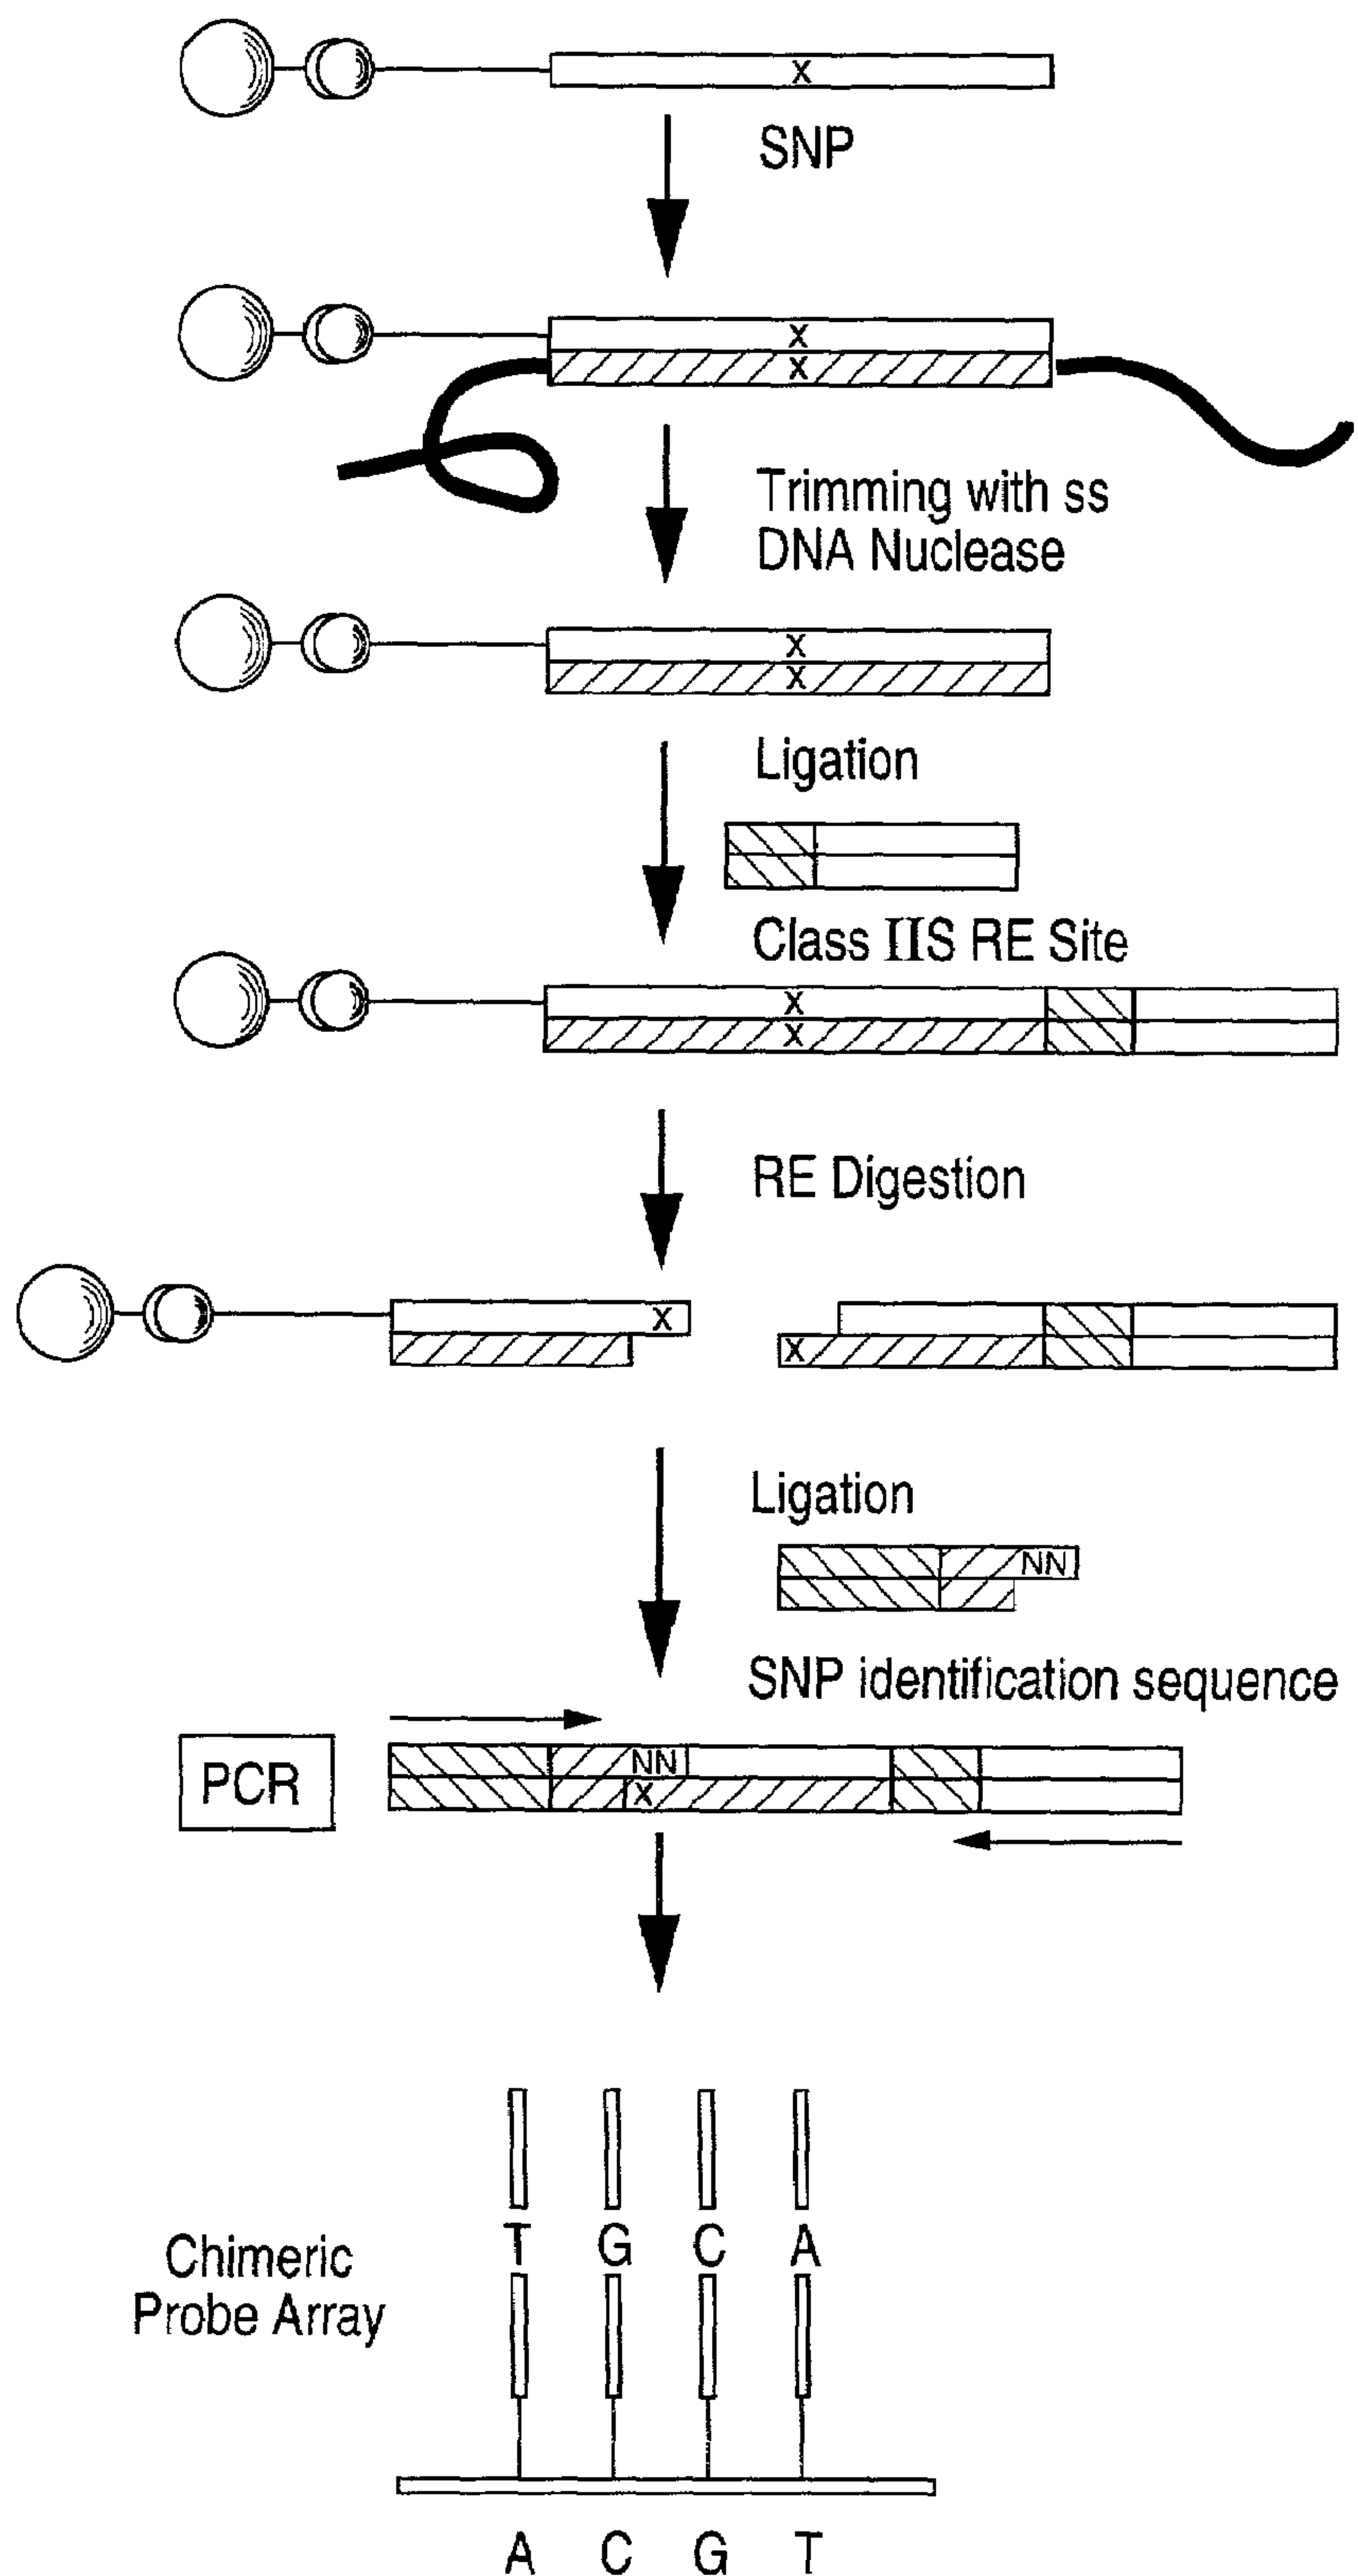 X
SNP
X
X
Trimming with ss
DNA Nuclease
X
X
Ligation
Class IIS RE Site
X
X
RE Digestion
X
X
Ligation
NN
SNP identification sequence
PCR
NN
X
T G C A
Chimeric
Probe Array
A C G T